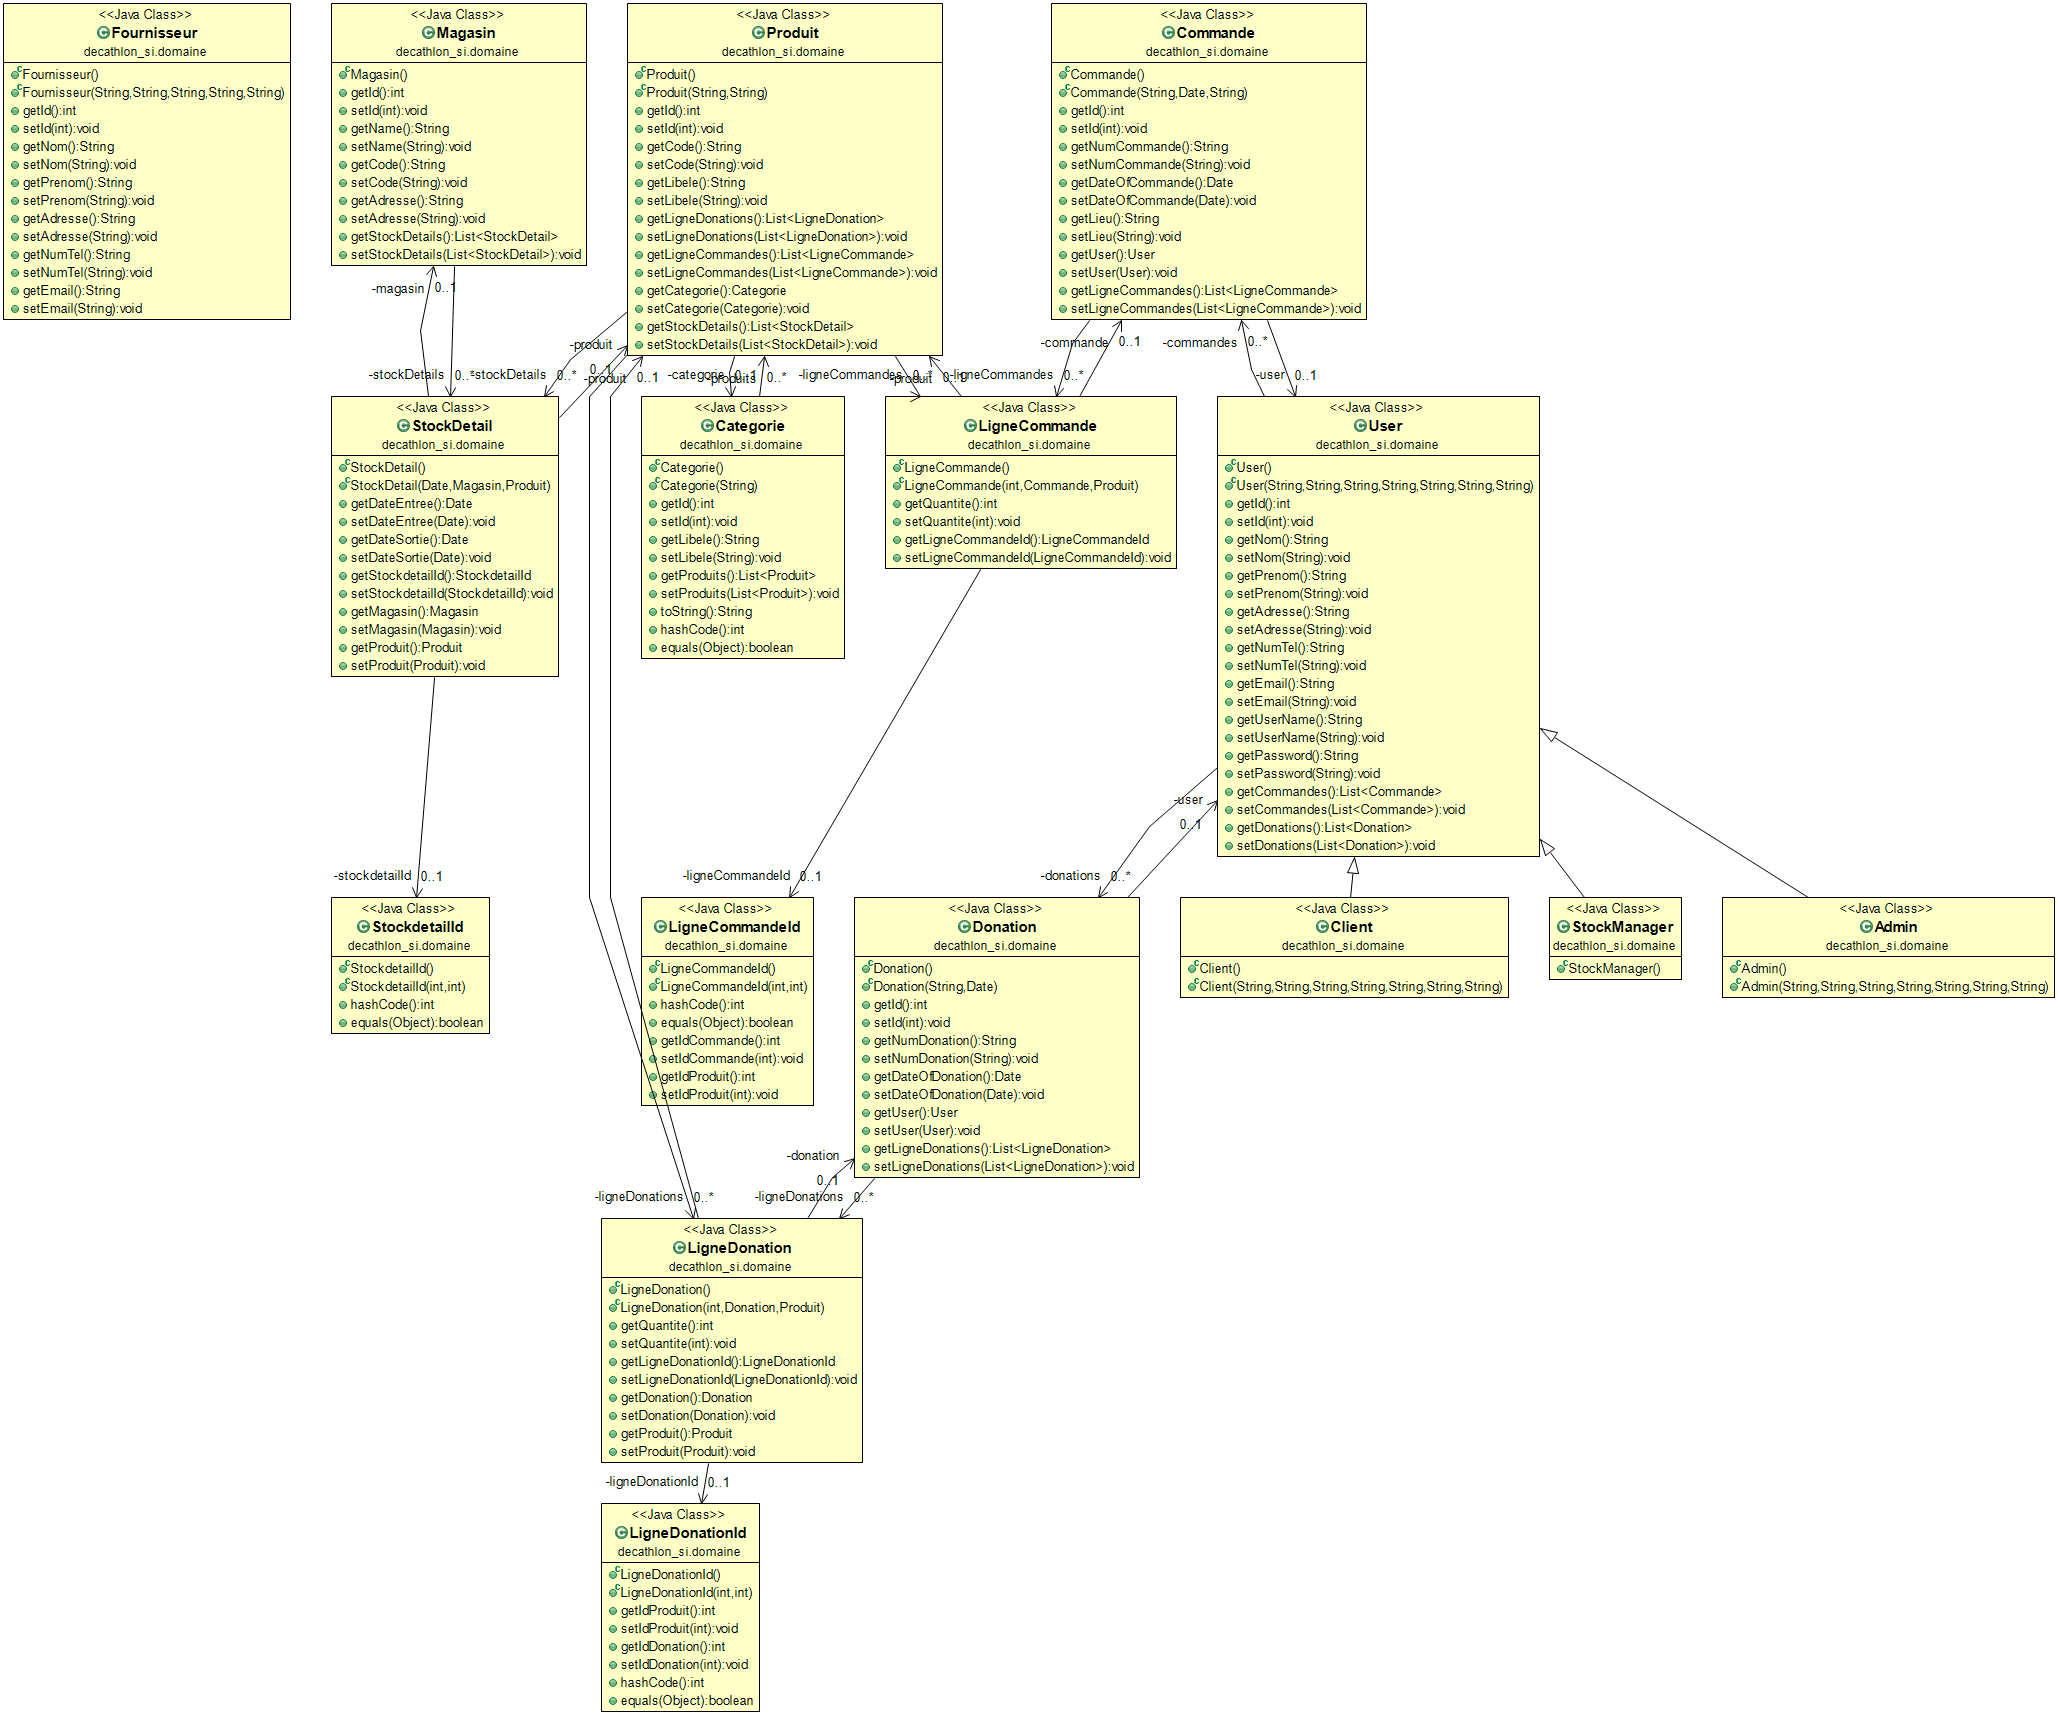 <<Java Class>>
Fournisseur
decathlon_si.domaine
Fournisseur()
Fournisseur(String,String,String,String,String)
getId():int
setId(int):void
getNom():String
setNom(String):void
getPrenom():String
setPrenom(String):void
getAdresse():String
setAdresse(String):void
getNumTel():String
setNumTel(String):void
getEmail():String
setEmail(String):void
<<Java Class>>
Magasin
decathlon_si.domaine
Magasin()
getId():int
setId(int):void
getName():String
setName(String):void
getCode():String
setCode(String):void
getAdresse():String
setAdresse(String):void
getStockDetails():List<StockDetail>
setStockDetails(List<StockDetail>):void
<<Java Class>>
Produit
decathlon_si.domaine
Produit()
Produit(String,String)
getId():int
setId(int):void
getCode():String
setCode(String):void
getLibele():String
setLibele(String):void
getLigneDonations():List<LigneDonation>
setLigneDonations(List<LigneDonation>):void
getLigneCommandes():List<LigneCommande>
setLigneCommandes(List<LigneCommande>):void
getCategorie():Categorie
setCategorie(Categorie):void
getStockDetails():List<StockDetail>
setStockDetails(List<StockDetail>):void
<<Java Class>>
Commande
decathlon_si.domaine
Commande()
Commande(String,Date,String)
getId():int
setId(int):void
getNumCommande():String
setNumCommande(String):void
getDateOfCommande():Date
setDateOfCommande(Date):void
getLieu():String
setLieu(String):void
getUser():User
setUser(User):void
getLigneCommandes():List<LigneCommande>
setLigneCommandes(List<LigneCommande>):void
-magasin 0..1
-stockDetails 0..*
-produit 0..1
-stockDetails 0..*
-produit 0..1
-categorie 0..1
-produits 0..*
-ligneCommandes 0..*
-produit 0..1
-ligneCommandes 0..*
-commande 0..1
-commandes 0..*
-user 0..1
<<Java Class>>
StockDetail
decathlon_si.domaine
StockDetail()
StockDetail(Date,Magasin,Produit)
getDateEntree():Date
setDateEntree(Date):void
getDateSortie():Date
setDateSortie(Date):void
getStockdetailId():StockdetailId
setStockdetailId(StockdetailId):void
getMagasin():Magasin
setMagasin(Magasin):void
getProduit():Produit
setProduit(Produit):void
<<Java Class>>
Categorie
decathlon_si.domaine
Categorie()
Categorie(String)
getId():int
setId(int):void
getLibele():String
setLibele(String):void
getProduits():List<Produit>
setProduits(List<Produit>):void
toString():String
hashCode():int
equals(Object):boolean
<<Java Class>>
LigneCommande
decathlon_si.domaine
LigneCommande()
LigneCommande(int,Commande,Produit)
getQuantite():int
setQuantite(int):void
getLigneCommandeId():LigneCommandeId
setLigneCommandeId(LigneCommandeId):void
<<Java Class>>
User
decathlon_si.domaine
User()
User(String,String,String,String,String,String,String)
getId():int
setId(int):void
getNom():String
setNom(String):void
getPrenom():String
setPrenom(String):void
getAdresse():String
setAdresse(String):void
getNumTel():String
setNumTel(String):void
getEmail():String
setEmail(String):void
getUserName():String
setUserName(String):void
getPassword():String
setPassword(String):void
getCommandes():List<Commande>
setCommandes(List<Commande>):void
getDonations():List<Donation>
setDonations(List<Donation>):void
-user
0..1
-stockdetailId 0..1
-ligneCommandeId 0..1
-donations 0..*
<<Java Class>>
StockdetailId
decathlon_si.domaine
StockdetailId()
StockdetailId(int,int)
hashCode():int
equals(Object):boolean
<<Java Class>>
LigneCommandeId
decathlon_si.domaine
LigneCommandeId()
LigneCommandeId(int,int)
hashCode():int
equals(Object):boolean
getIdCommande():int
setIdCommande(int):void
getIdProduit():int
setIdProduit(int):void
<<Java Class>>
Donation
decathlon_si.domaine
Donation()
Donation(String,Date)
getId():int
setId(int):void
getNumDonation():String
setNumDonation(String):void
getDateOfDonation():Date
setDateOfDonation(Date):void
getUser():User
setUser(User):void
getLigneDonations():List<LigneDonation>
setLigneDonations(List<LigneDonation>):void
<<Java Class>>
Client
decathlon_si.domaine
Client()
Client(String,String,String,String,String,String,String)
<<Java Class>>
StockManager
decathlon_si.domaine
StockManager()
<<Java Class>>
Admin
decathlon_si.domaine
Admin()
Admin(String,String,String,String,String,String,String)
-donation
0..1
-ligneDonations 0..*
-ligneDonations 0..*
<<Java Class>>
LigneDonation
decathlon_si.domaine
LigneDonation()
LigneDonation(int,Donation,Produit)
getQuantite():int
setQuantite(int):void
getLigneDonationId():LigneDonationId
setLigneDonationId(LigneDonationId):void
getDonation():Donation
setDonation(Donation):void
getProduit():Produit
setProduit(Produit):void
-ligneDonationId 0..1
<<Java Class>>
LigneDonationId
decathlon_si.domaine
LigneDonationId()
LigneDonationId(int,int)
getIdProduit():int
setIdProduit(int):void
getIdDonation():int
setIdDonation(int):void
hashCode():int
equals(Object):boolean